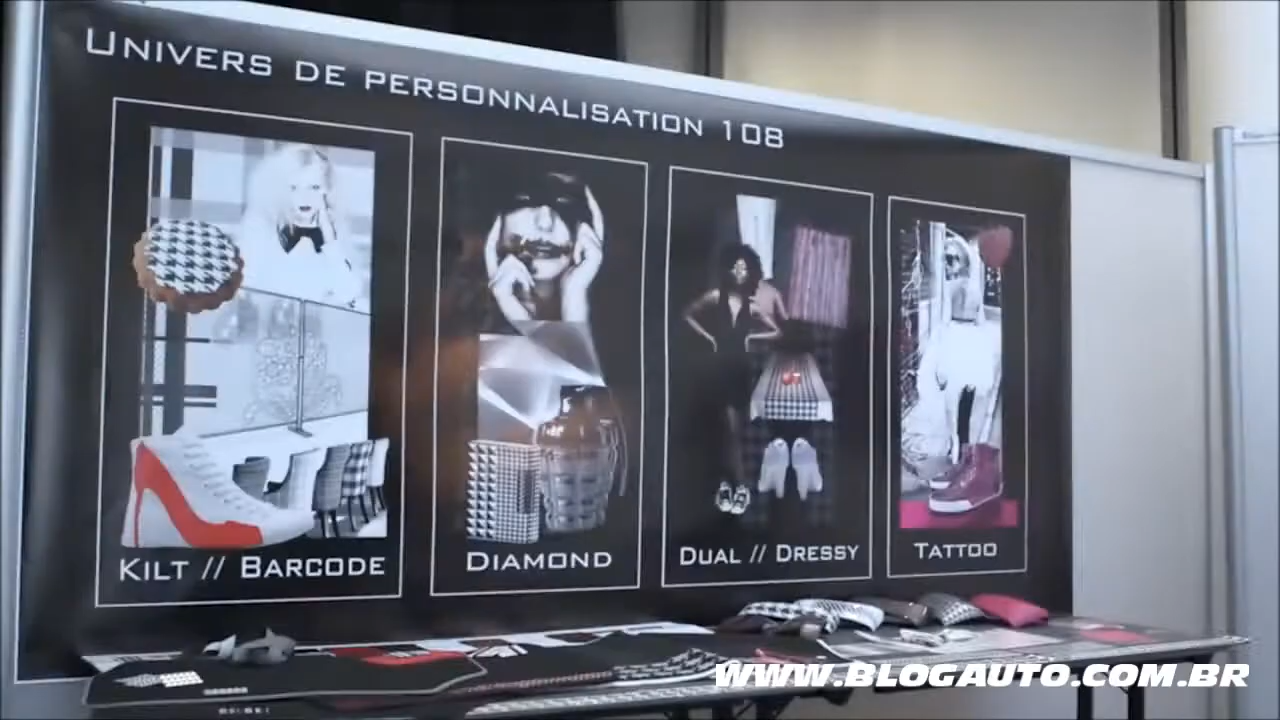 UNIVERS DE PERSONNALISATION 108
KILT // BARCODE
DIAMOND
DUAL // DRESSY
TATTOO
WWW.BLOGAUTO.COM.BR